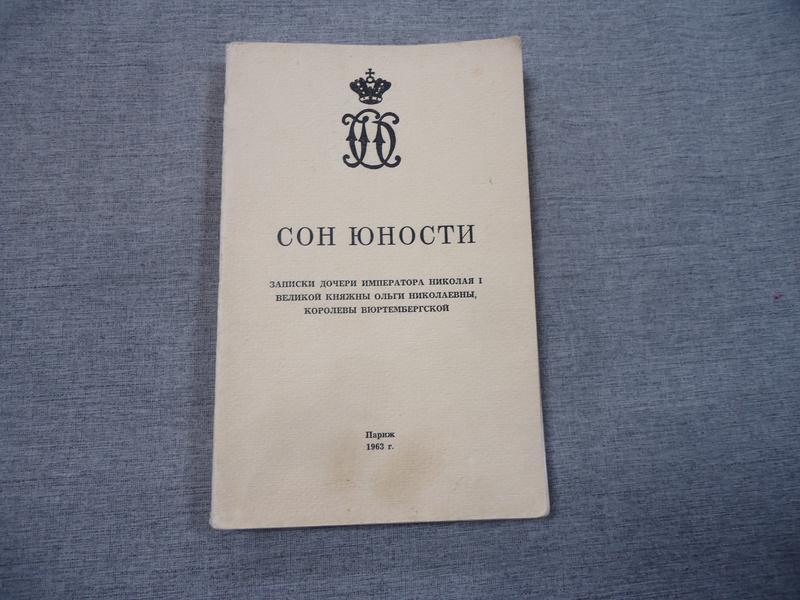 СОН ЮНОСТИ
ЗАПИСКИ ДОЧЕРИ ИМПЕРАТОРА НИКОЛАЯ I
ВЕЛИКОЙ КНЯЖНЫ ОЛЬГИ НИКОЛАЕВНЫ,
КОРОЛЕВЫ ВЮРТЕМБЕРГСКОЙ
Париж
1963 г.